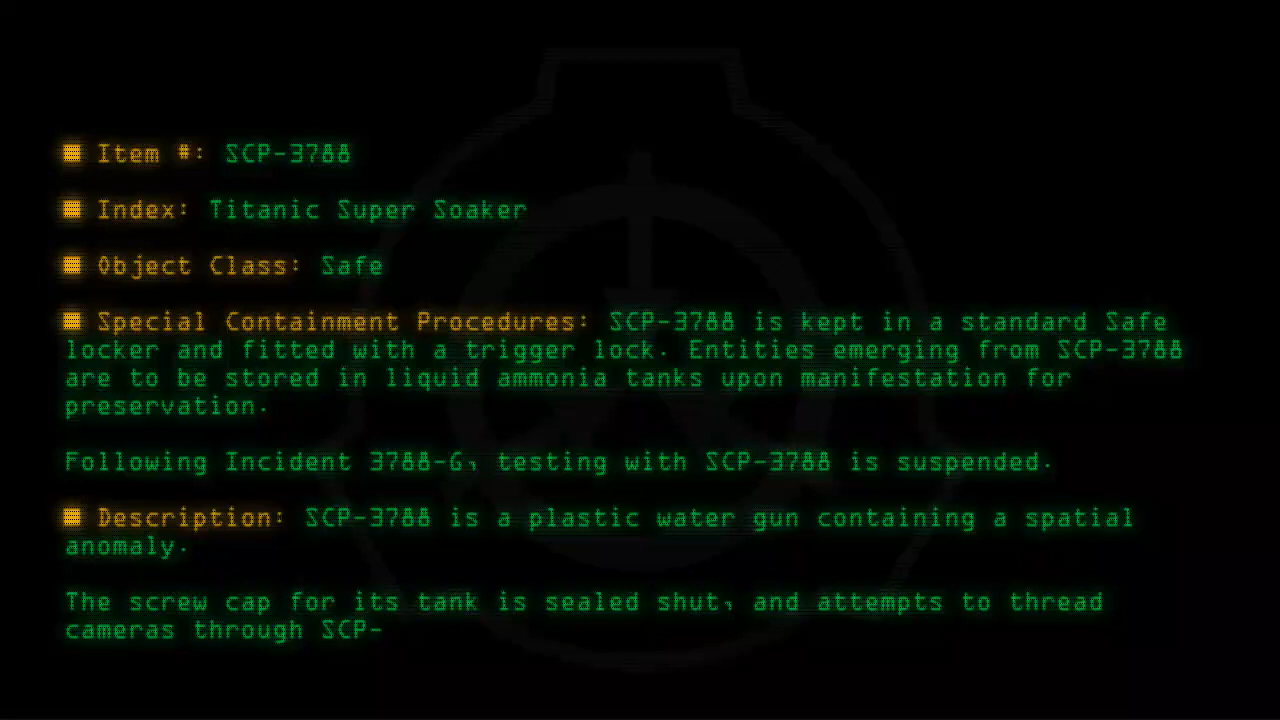 ■ Item #: SCP-3788
■ Index: Titanic Super Soaker
■ Object Class: Safe
■ Special Containment Procedures: SCP-3788 is kept in a standard Safe
locker and fitted with a trigger lock. Entities emerging from SCP-3788
are to be stored in liquid ammonia tanks upon manifestation for
preservation.
Following Incident 3788-G, testing with SCP-3788 is suspended.
■ Description: SCP-3788 is a plastic water gun containing a spatial
anomaly.
The screw cap for its tank is sealed shut, and attempts to thread
cameras through SCP-